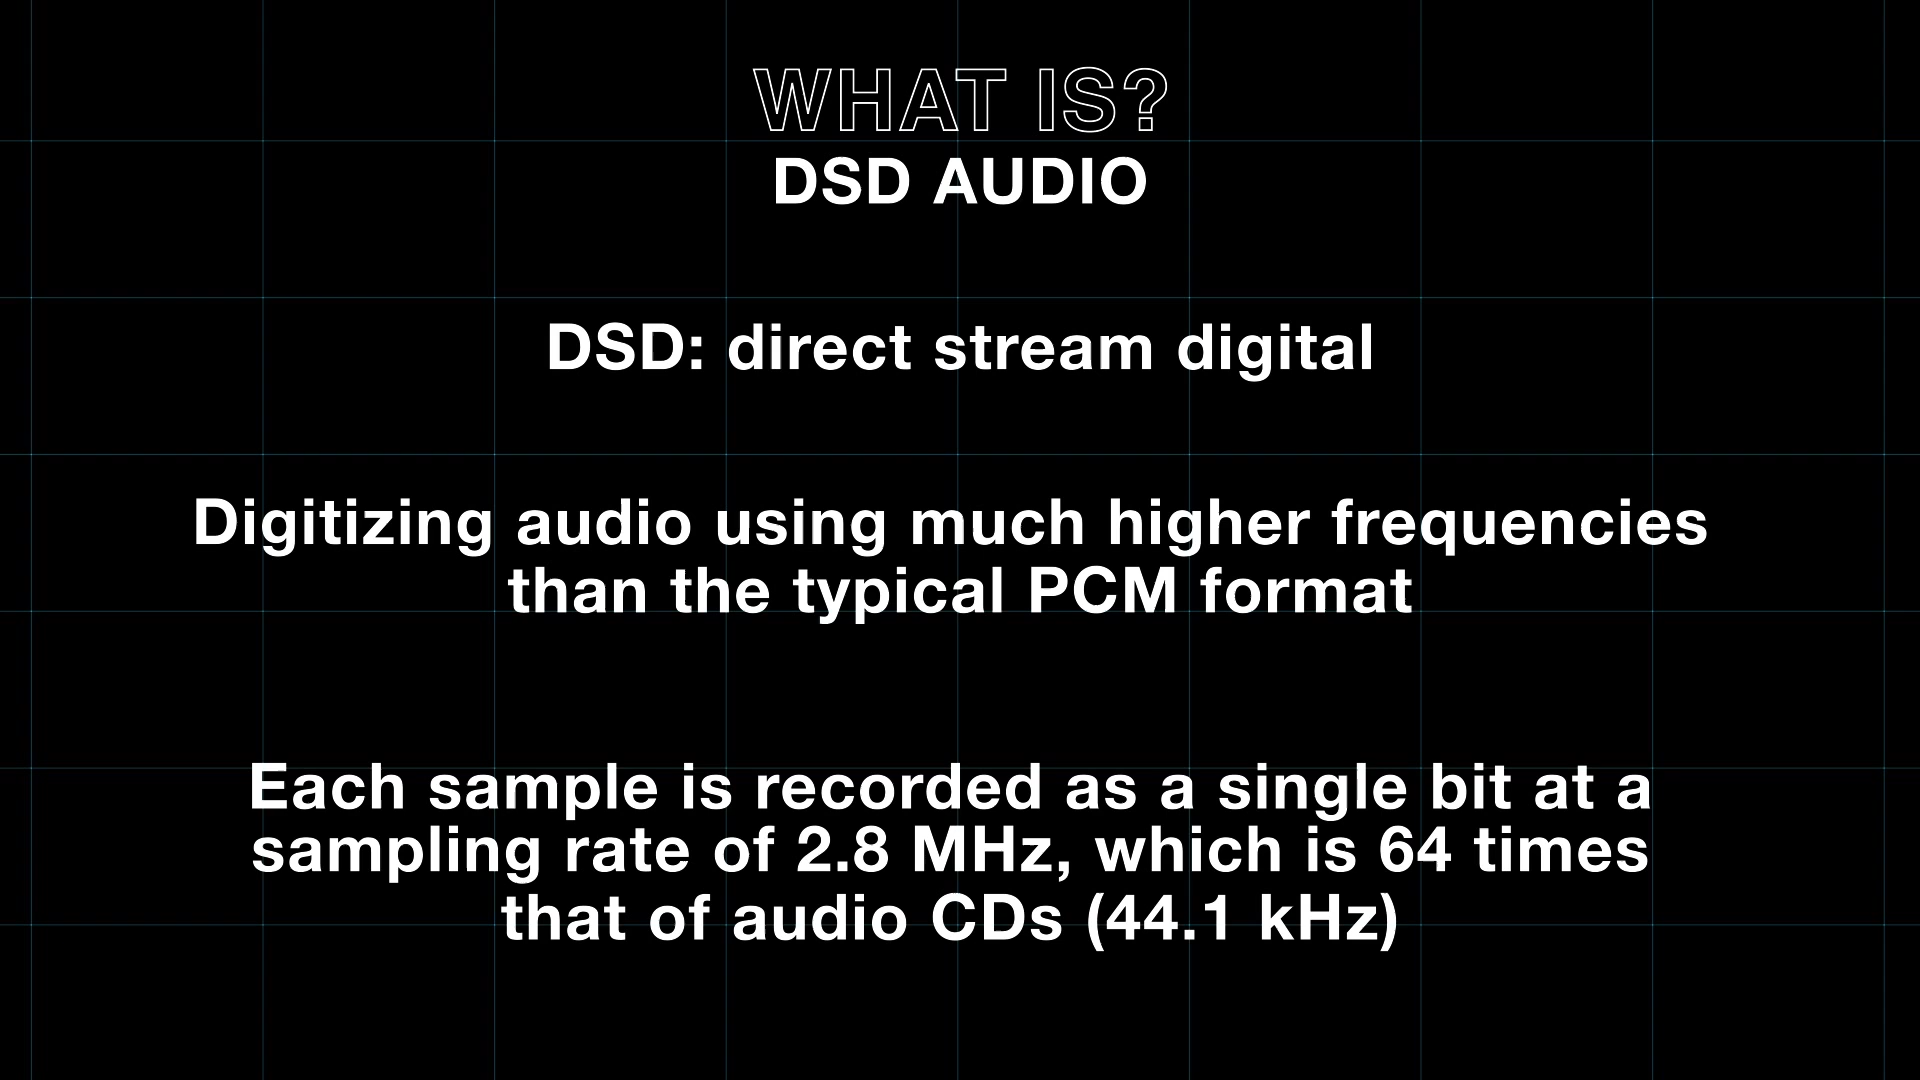 WHAT IS?
DSD AUDIO
DSD: direct stream digital
Digitizing audio using much higher frequencies
than the typical PCM format
Each sample is recorded as a single bit at a
sampling rate of 2.8 MHz, which is 64 times
that of audio CDs (44.1 kHz)